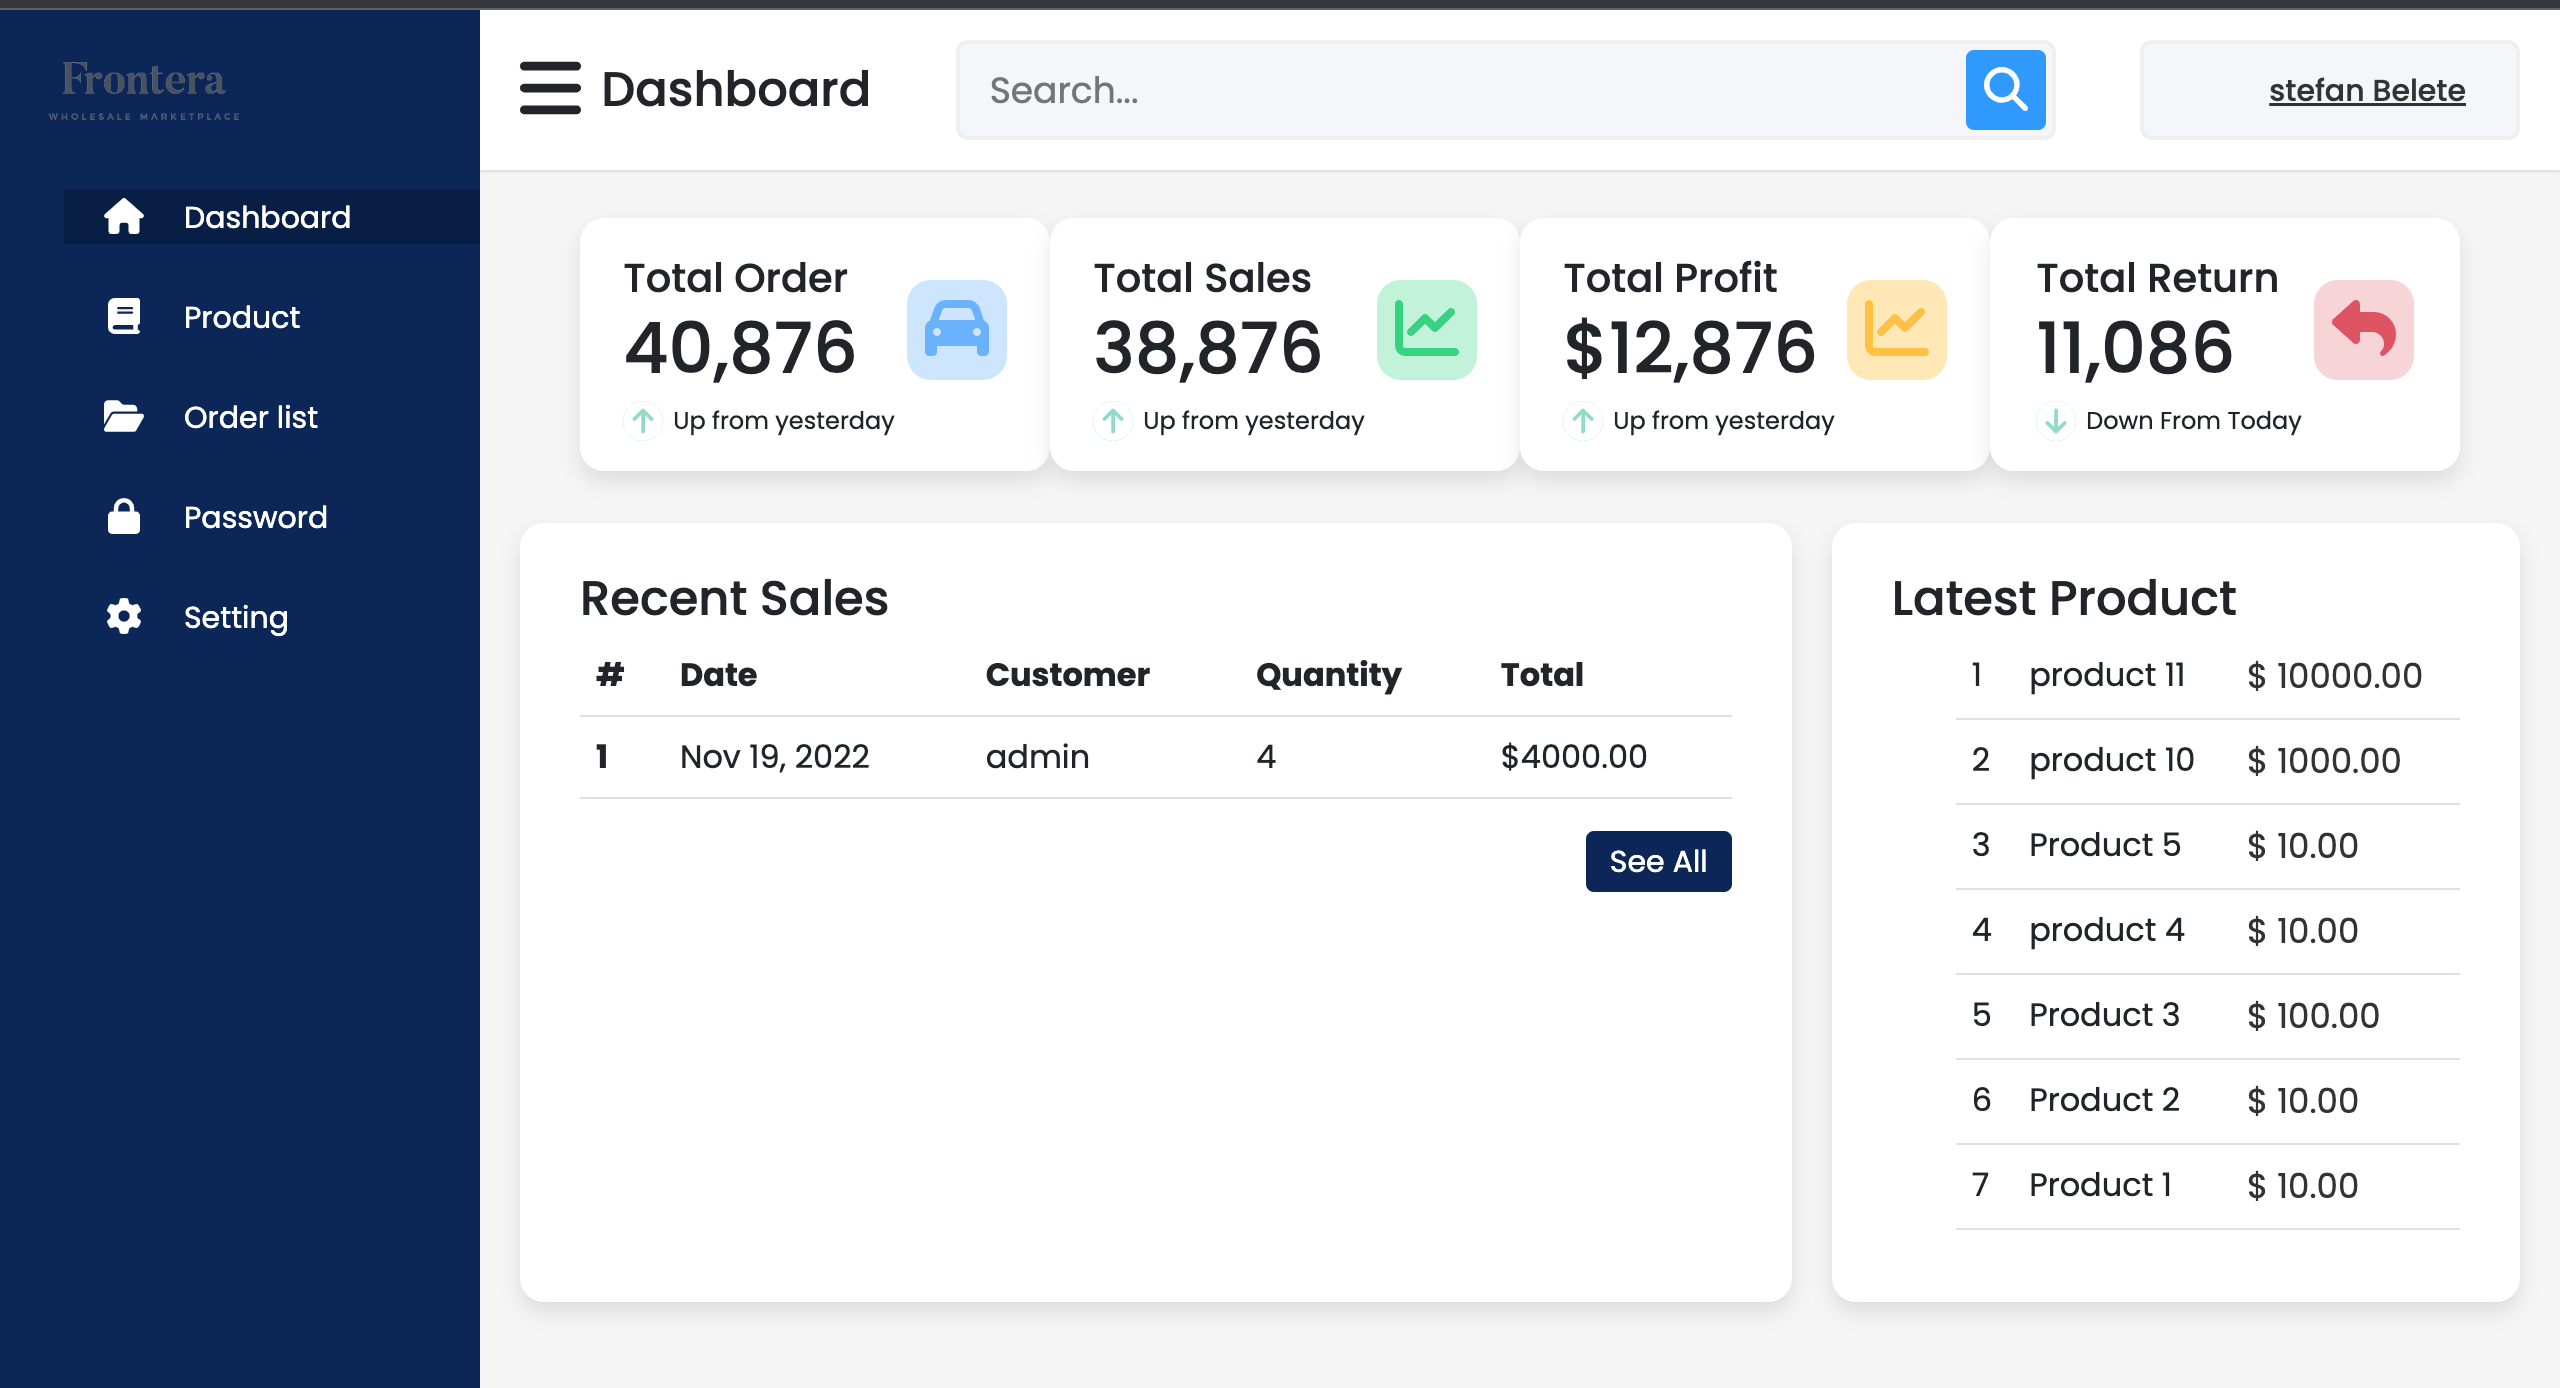 Frontera
WHOLESALE MARKETPLACE
Dashboard
Product
Order list
Password
Setting
Dashboard
Search...
stefan Belete
Total Order
40,876
Up from yesterday
Total Sales
38,876
Up from yesterday
Total Profit
$12,876
Up from yesterday
Total Return
11,086
Down From Today
Recent Sales
# Date Customer Quantity Total
1 Nov 19, 2022 admin 4 $4000.00
See All
Latest Product
1 product 11 $ 10000.00
2 product 10 $ 1000.00
3 Product 5 $ 10.00
4 product 4 $ 10.00
5 Product 3 $ 100.00
6 Product 2 $ 10.00
7 Product 1 $ 10.00